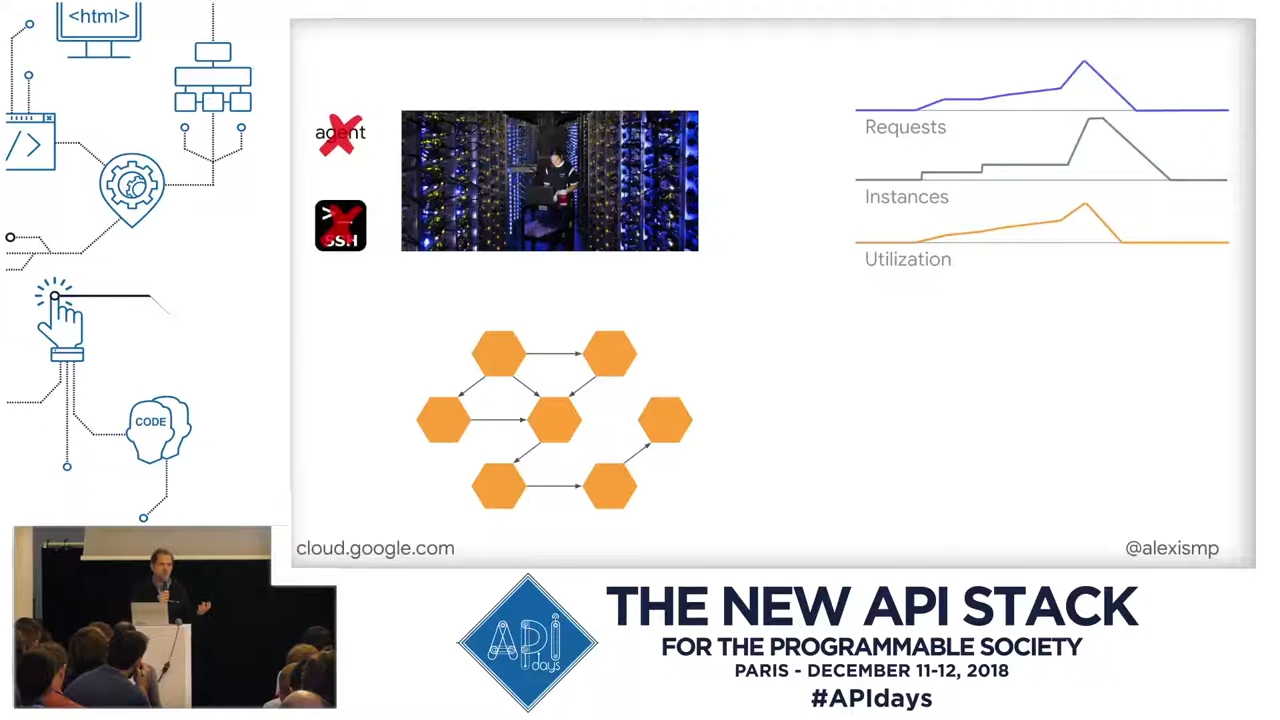 <html>
</>
CODE
agent
>_
SSH
Requests
Instances
Utilization
cloud.google.com
@alexismp
API
days
THE NEW API STACK
FOR THE PROGRAMMABLE SOCIETY
PARIS - DECEMBER 11-12, 2018
#APIdays